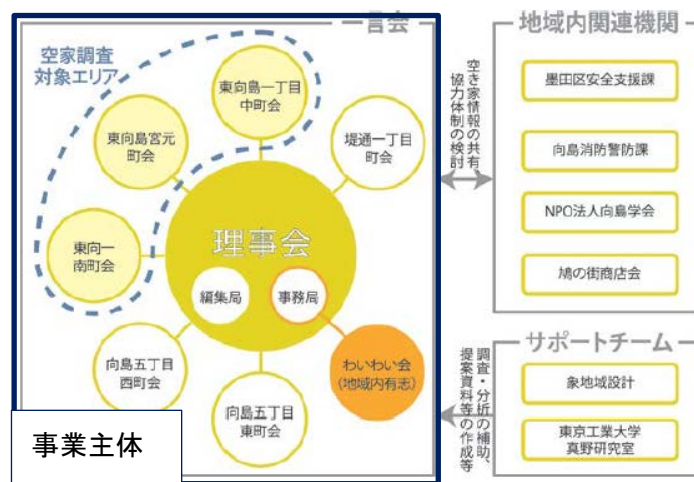 一言会
空家調査
対象エリア
東向島一丁目
中町会
東向島宮元
町会
堤通一丁目
町会
東向一
南町会
理事会
編集局
事務局
向島五丁目
西町会
向島五丁目
東町会
わいわい会
(地域内有志)
事業主体
空き家情報の共有
協力体制の検討
地域内関連機関
墨田区安全支援課
向島消防警防課
NPO法人向島学会
鳩の街商店会
調査・分析の補助、
提案資料等の作成等
サポートチーム
象地域設計
東京工業大学
真野研究室